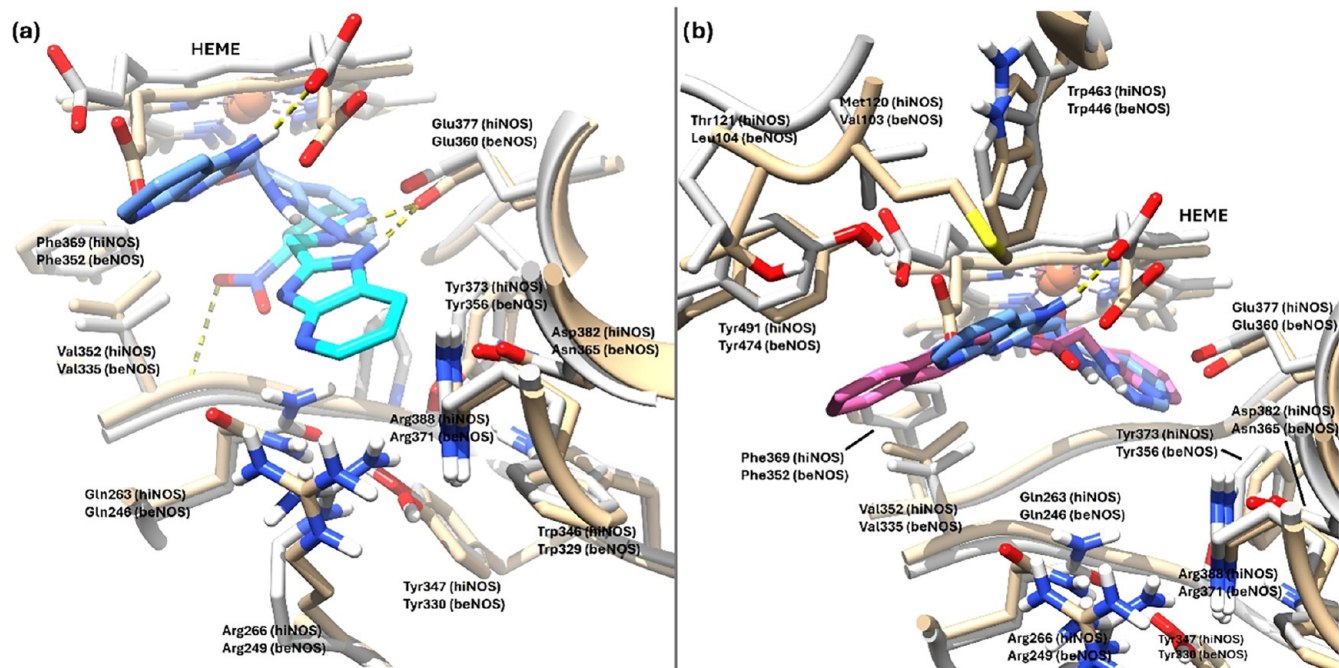 (a)
HEME
Glu377 (hiNOS)
Glu360 (beNOS)
Phe369 (hiNOS)
Phe352 (beNOS)
Tyr373 (hiNOS)
Tyr356 (beNOS)
Asp382 (hiNOS)
Asn365 (beNOS)
Val352 (hiNOS)
Val335 (beNOS)
Arg388 (hiNOS)
Arg371 (beNOS)
Gln263 (hiNOS)
Gln246 (beNOS)
Trp346 (hiNOS)
Trp329 (beNOS)
Tyr347 (hiNOS)
Tyr330 (beNOS)
Arg266 (hiNOS)
Arg249 (beNOS)
(b)
Trp463 (hiNOS)
Trp446 (beNOS)
Met120 (hiNOS)
Val103 (beNOS)
Thr121 (hiNOS)
Leu104 (beNOS)
HEME
Tyr491 (hiNOS)
Tyr474 (beNOS)
Glu377 (hiNOS)
Glu360 (beNOS)
Asp382 (hiNOS)
Asn365 (beNOS)
Tyr373 (hiNOS)
Tyr356 (beNOS)
Phe369 (hiNOS)
Phe352 (beNOS)
Val352 (hiNOS)
Val335 (beNOS)
Gln263 (hiNOS)
Gln246 (beNOS)
Arg388 (hiNOS)
Arg371 (beNOS)
Arg266 (hiNOS)
Arg249 (beNOS)
Tyr347 (hiNOS)
Tyr330 (beNOS)